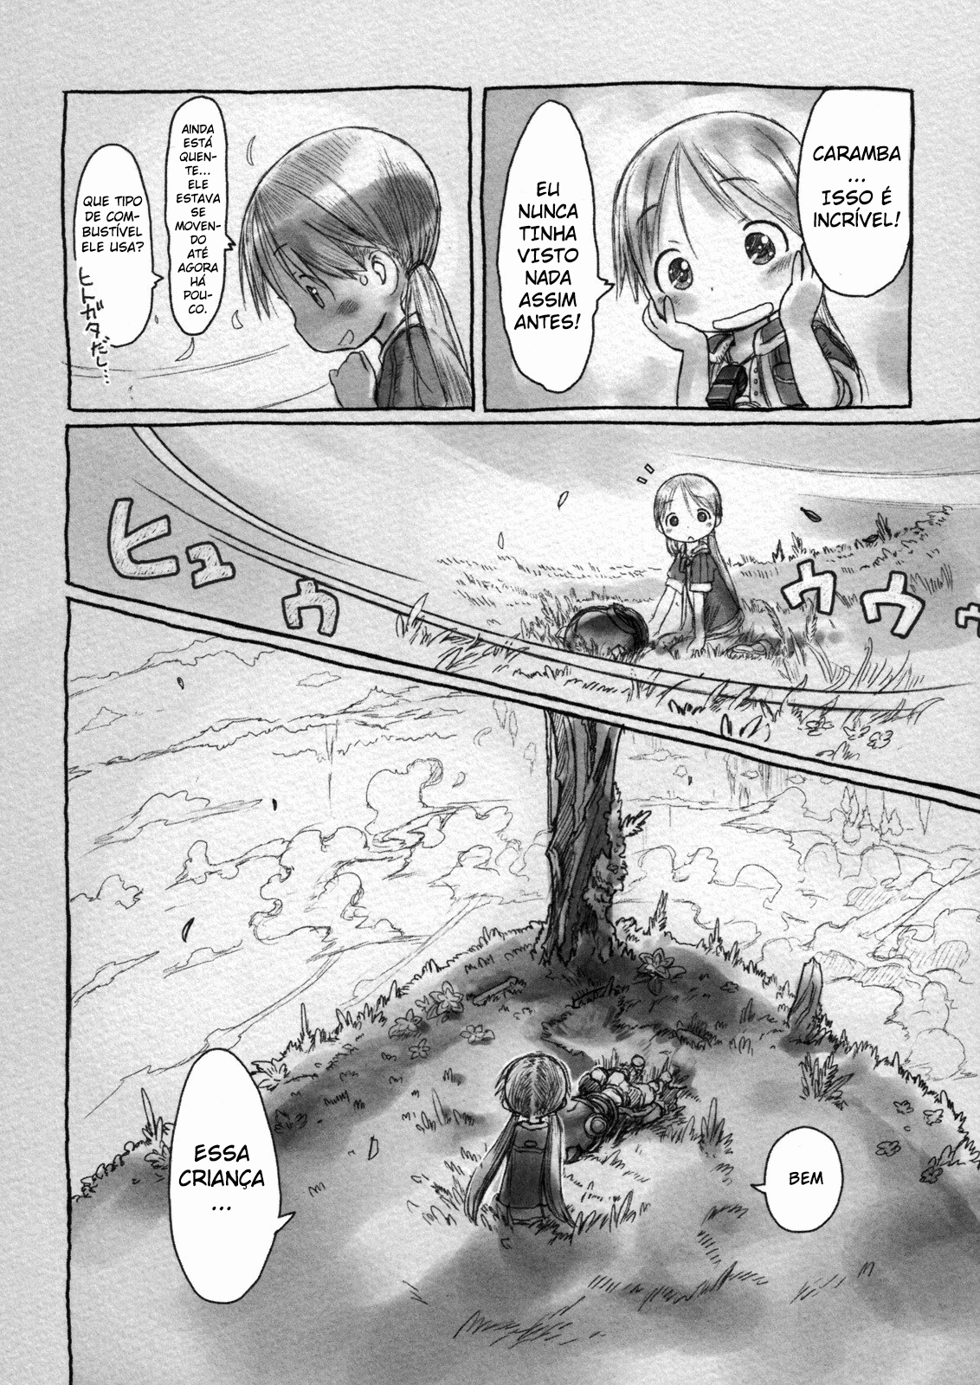 CARAMBA
...
ISSO É
INCRÍVEL!
EU
NUNCA
TINHA
VISTO
NADA
ASSIM
ANTES!
AINDA
ESTÁ
QUEN-
TE...
ELE
ESTAVA
SE
MOVEN-
DO
ATÉ
AGORA
HÁ
POU-
CO.
QUE TIPO
DE COM-
BUSTÍVEL
ELE USA?
ヒトガタだし…
ヒュゥ
ウウゥ
BEM
ESSA
CRIANÇA
...